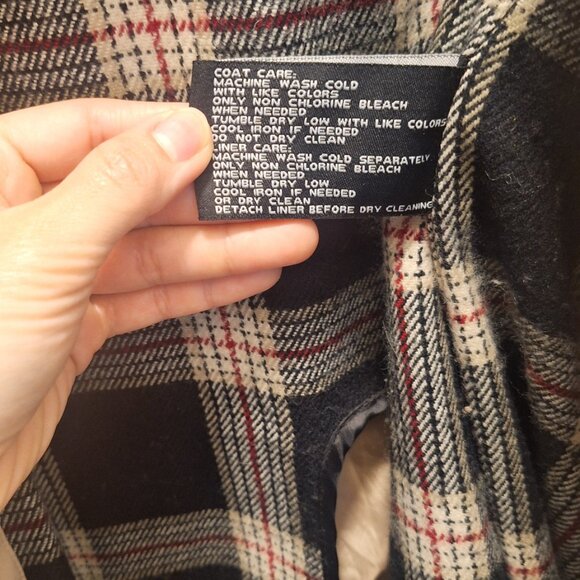 COAT CARE:
MACHINE WASH COLD
WITH LIKE COLORS
ONLY NON CHLORINE BLEACH
WHEN NEEDED
TUMBLE DRY LOW WITH LIKE COLORS
COOL IRON IF NEEDED
DO NOT DRY CLEAN
LINER CARE:
MACHINE WASH COLD SEPARATELY
ONLY NON CHLORINE BLEACH
WHEN NEEDED
TUMBLE DRY LOW
COOL IRON IF NEEDED
OR DRY CLEAN
DETACH LINER BEFORE DRY CLEANING